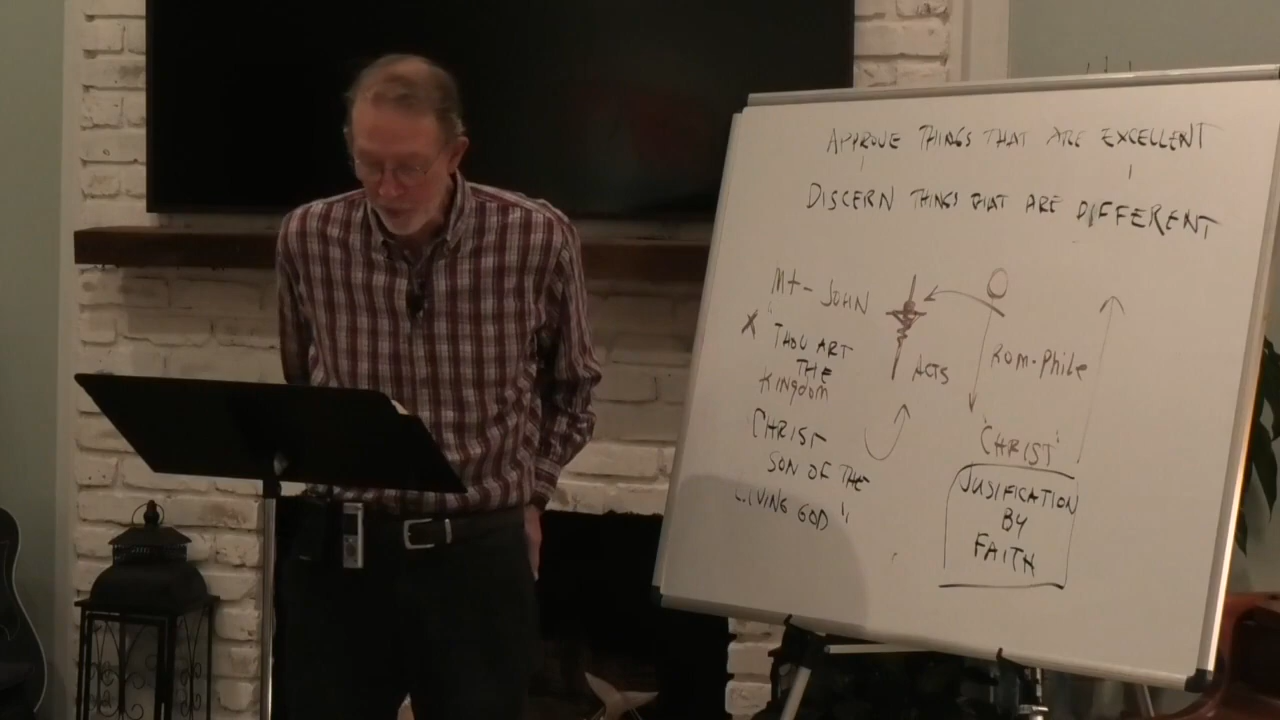 APPROVE THINGS THAT ARE EXCELLENT
DISCERN THINGS THAT ARE DIFFERENT
Mt - JOHN
X "THOU ART
THE
Kingdom
CHRIST
SON OF THE
LIVING GOD"
ACTS
Rom-Phile
"CHRIST"
JUSIFICATION
BY
FAITH